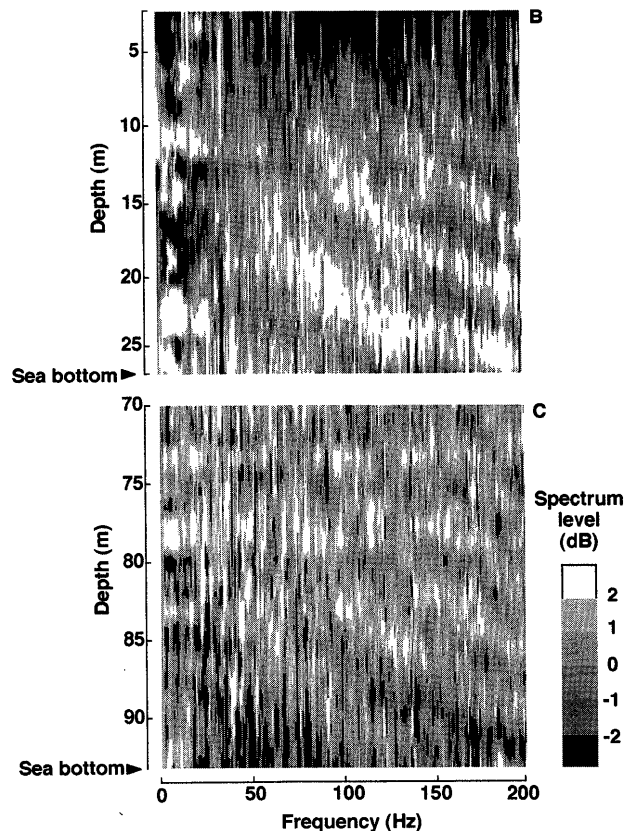 B
5
10
15
20
25
Depth (m)
Sea bottom
70
C
75
80
85
90
Depth (m)
Sea bottom
0 50 100 150 200
Frequency (Hz)
Spectrum
level
(dB)
2
1
0
-1
-2